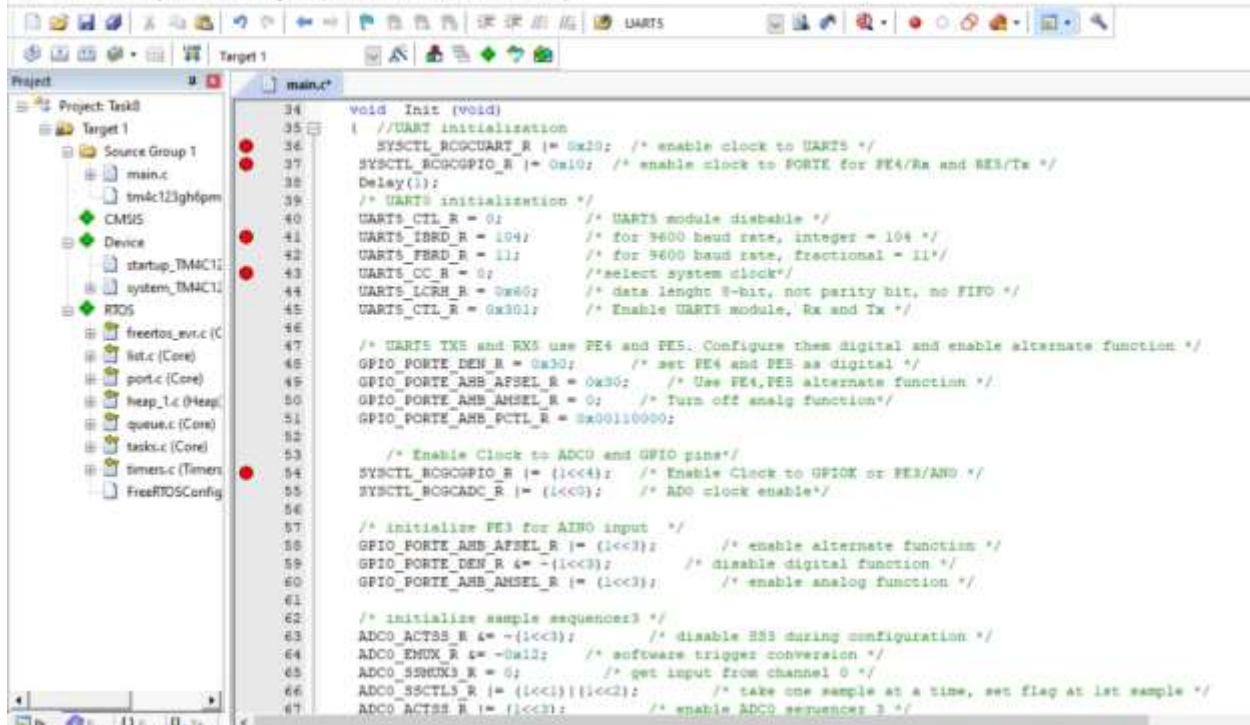 UART5
Target 1
Project
main.c*
Project: Task8
Target 1
Source Group 1
main.c
tm4c123gh6pm
CMSIS
Device
startup_TM4C12
system_TM4C12
RTOS
freertos_evr.c (C
list.c (Core)
port.c (Core)
heap_1.c (Heap)
queue.c (Core)
tasks.c (Core)
timers.c (Timers
FreeRTOSConfig
34 void Init (void)
35 { //UART initialization
36 SYSCTL_RCGCUART_R |= 0x20; /* enable clock to UART5 */
37 SYSCTL_RCGCGPIO_R |= 0x10; /* enable clock to PORTE for PE4/Rx and RE5/Tx */
38 Delay(1);
39 /* UART0 initialization */
40 UART5_CTL_R = 0; /* UART5 module disbable */
41 UART5_IBRD_R = 104; /* for 9600 baud rate, integer = 104 */
42 UART5_FBRD_R = 11; /* for 9600 baud rate, fractional = 11*/
43 UART5_CC_R = 0; /*select system clock*/
44 UART5_LCRH_R = 0x60; /* data lenght 8-bit, not parity bit, no FIFO */
45 UART5_CTL_R = 0x301; /* Enable UART5 module, Rx and Tx */
46
47 /* UART5 TX5 and RX5 use PE4 and PE5. Configure them digital and enable alternate function */
48 GPIO_PORTE_DEN_R = 0x30; /* set PE4 and PE5 as digital */
49 GPIO_PORTE_AHB_AFSEL_R = 0x30; /* Use PE4,PE5 alternate function */
50 GPIO_PORTE_AHB_AMSEL_R = 0; /* Turn off analg function*/
51 GPIO_PORTE_AHB_PCTL_R = 0x00110000;
52
53 /* Enable Clock to ADC0 and GPIO pins*/
54 SYSCTL_RCGCGPIO_R |= (1<<4); /* Enable Clock to GPIOE or PE3/AN0 */
55 SYSCTL_RCGCADC_R |= (1<<0); /* AD0 clock enable*/
56
57 /* initialize PE3 for AIN0 input */
58 GPIO_PORTE_AHB_AFSEL_R |= (1<<3); /* enable alternate function */
59 GPIO_PORTE_DEN_R &= ~(1<<3); /* disable digital function */
60 GPIO_PORTE_AHB_AMSEL_R |= (1<<3); /* enable analog function */
61
62 /* initialize sample sequencer3 */
63 ADC0_ACTSS_R &= ~(1<<3); /* disable SS3 during configuration */
64 ADC0_EMUX_R &= ~0x12; /* software trigger conversion */
65 ADC0_SSMUX3_R = 0; /* get input from channel 0 */
66 ADC0_SSCTL3_R |= (1<<1)|(1<<2); /* take one sample at a time, set flag at 1st sample */
67 ADC0_ACTSS_R |= (1<<3); /* enable ADC0 sequencer 3 */